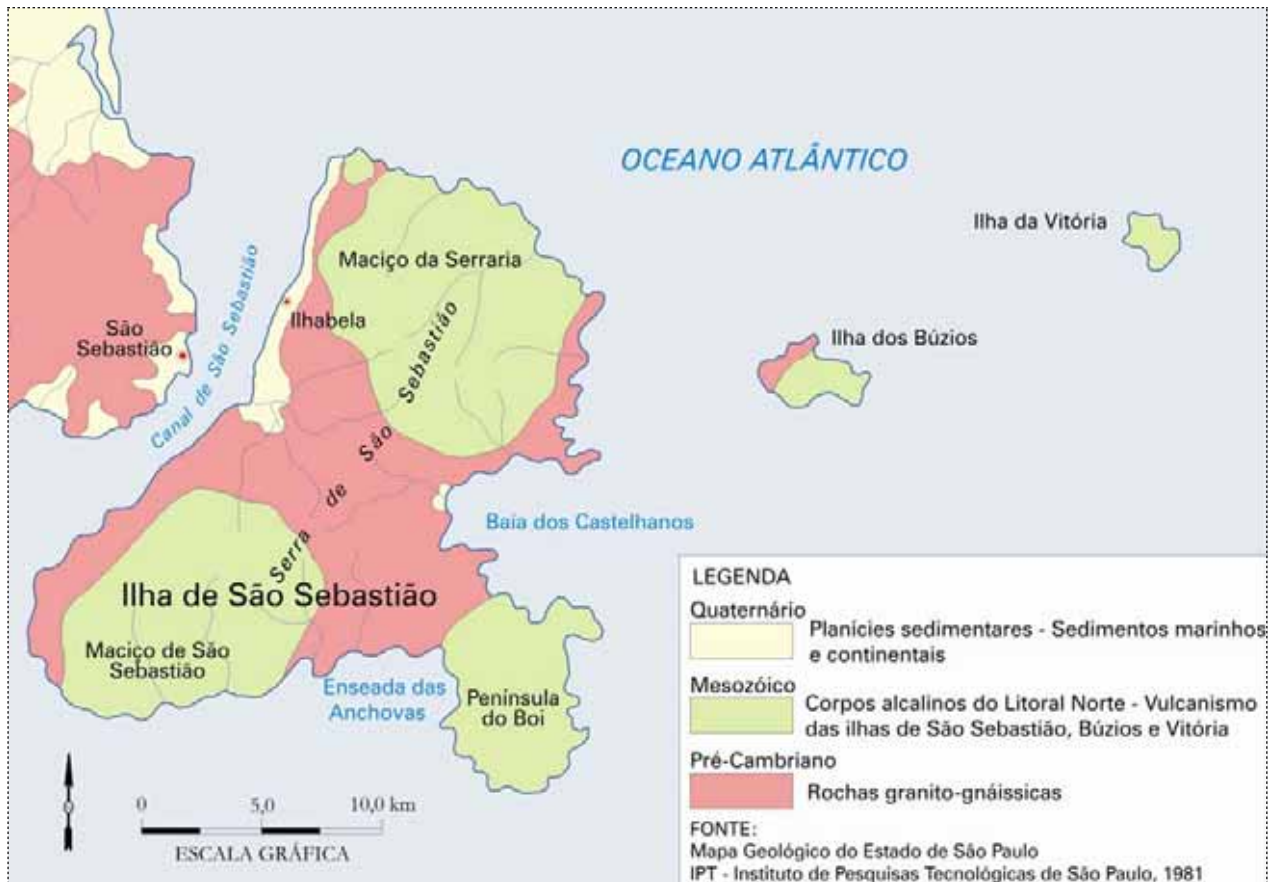 OCEANO ATLÂNTICO
Ilha da Vitória
Maciço da Serraria
Ilhabela
São
Sebastião
Canal de São Sebastião
Ilha dos Búzios
Serra de São Sebastião
Baía dos Castelhanos
Ilha de São Sebastião
Maciço de São
Sebastião
Enseada das
Anchovas
Península
do Boi
0 5,0 10,0 km
ESCALA GRÁFICA
LEGENDA
Quaternário
Planícies sedimentares - Sedimentos marinhos
e continentais
Mesozóico
Corpos alcalinos do Litoral Norte - Vulcanismo
das ilhas de São Sebastião, Búzios e Vitória
Pré-Cambriano
Rochas granito-gnáissicas
FONTE:
Mapa Geológico do Estado de São Paulo
IPT - Instituto de Pesquisas Tecnológicas de São Paulo, 1981